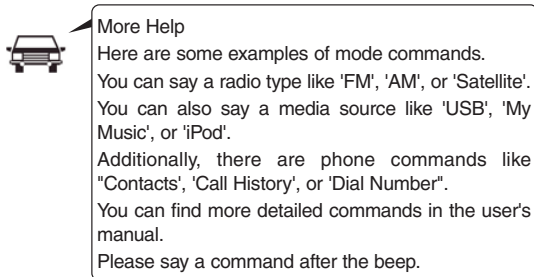 More Help
Here are some examples of mode commands.
You can say a radio type like 'FM', 'AM', or 'Satellite'.
You can also say a media source like 'USB', 'My
Music', or 'iPod'.
Additionally, there are phone commands like
"Contacts', 'Call History', or 'Dial Number".
You can find more detailed commands in the user's
manual.
Please say a command after the beep.